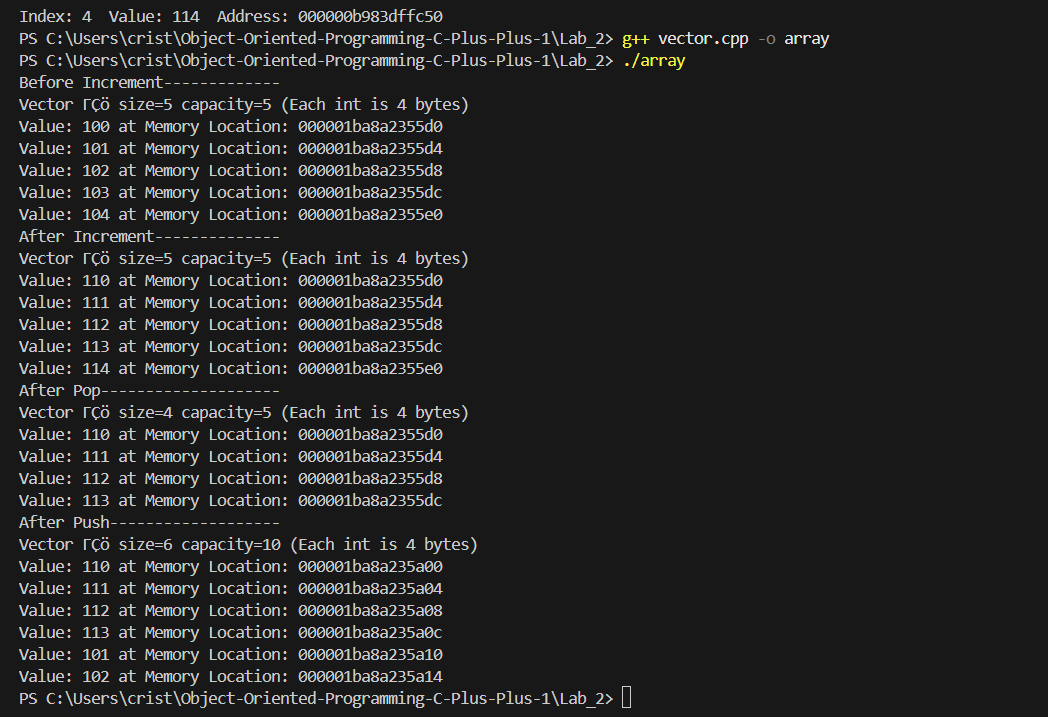 Index: 4  Value: 114  Address: 000000b983dffc50
PS C:\Users\crist\Object-Oriented-Programming-C-Plus-Plus-1\Lab_2> g++ vector.cpp -o array
PS C:\Users\crist\Object-Oriented-Programming-C-Plus-Plus-1\Lab_2> ./array
Before Increment-------------
Vector ΓÇö size=5 capacity=5 (Each int is 4 bytes)
Value: 100 at Memory Location: 000001ba8a2355d0
Value: 101 at Memory Location: 000001ba8a2355d4
Value: 102 at Memory Location: 000001ba8a2355d8
Value: 103 at Memory Location: 000001ba8a2355dc
Value: 104 at Memory Location: 000001ba8a2355e0
After Increment--------------
Vector ΓÇö size=5 capacity=5 (Each int is 4 bytes)
Value: 110 at Memory Location: 000001ba8a2355d0
Value: 111 at Memory Location: 000001ba8a2355d4
Value: 112 at Memory Location: 000001ba8a2355d8
Value: 113 at Memory Location: 000001ba8a2355dc
Value: 114 at Memory Location: 000001ba8a2355e0
After Pop--------------------
Vector ΓÇö size=4 capacity=5 (Each int is 4 bytes)
Value: 110 at Memory Location: 000001ba8a2355d0
Value: 111 at Memory Location: 000001ba8a2355d4
Value: 112 at Memory Location: 000001ba8a2355d8
Value: 113 at Memory Location: 000001ba8a2355dc
After Push-------------------
Vector ΓÇö size=6 capacity=10 (Each int is 4 bytes)
Value: 110 at Memory Location: 000001ba8a235a00
Value: 111 at Memory Location: 000001ba8a235a04
Value: 112 at Memory Location: 000001ba8a235a08
Value: 113 at Memory Location: 000001ba8a235a0c
Value: 101 at Memory Location: 000001ba8a235a10
Value: 102 at Memory Location: 000001ba8a235a14
PS C:\Users\crist\Object-Oriented-Programming-C-Plus-Plus-1\Lab_2>